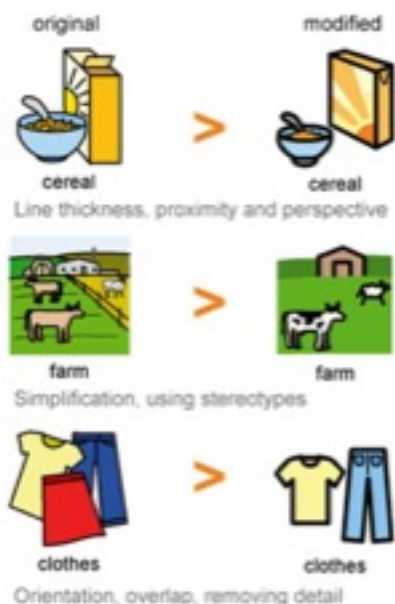 original modified
>
cereal cereal
Line thickness, proximity and perspective
>
farm farm
Simplification, using stereotypes
>
clothes clothes
Orientation, overlap, removing detail